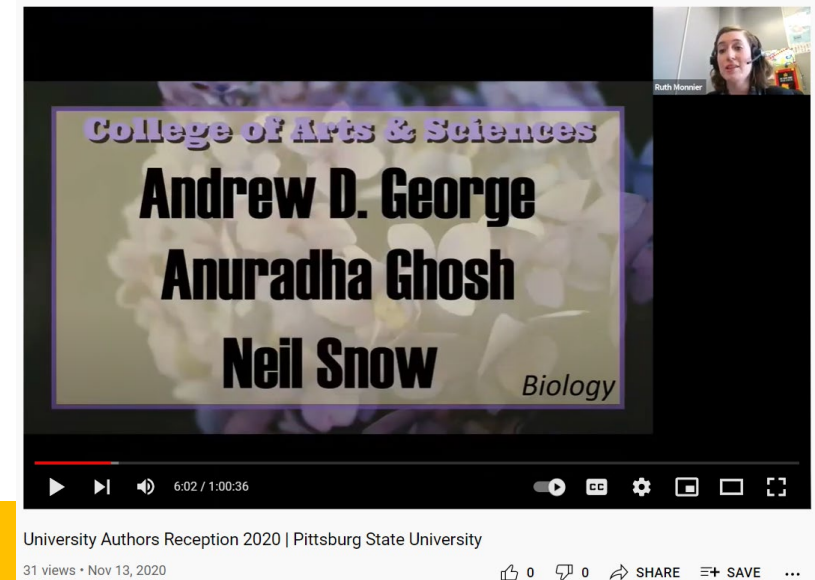 Ruth Monnier
College of Arts & Sciences
Andrew D. George
Anuradha Ghosh
Neil Snow
Biology
6:02 / 1:00:36
CC
University Authors Reception 2020 | Pittsburg State University
31 views • Nov 13, 2020
0 0 SHARE SAVE ...